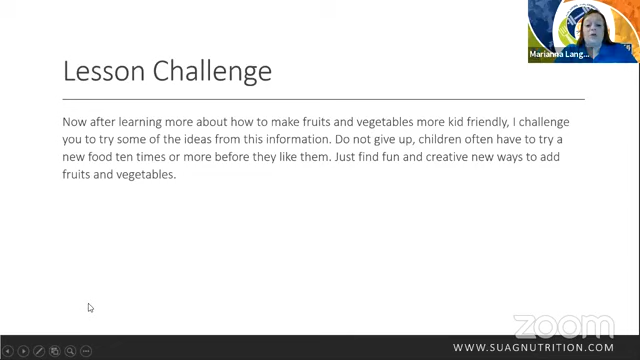 Marianna Lang...
Lesson Challenge
Now after learning more about how to make fruits and vegetables more kid friendly, I challenge
you to try some of the ideas from this information. Do not give up, children often have to try a
new food ten times or more before they like them. Just find fun and creative new ways to add
fruits and vegetables.
zoom
WWW.SUAGNUTRITION.COM